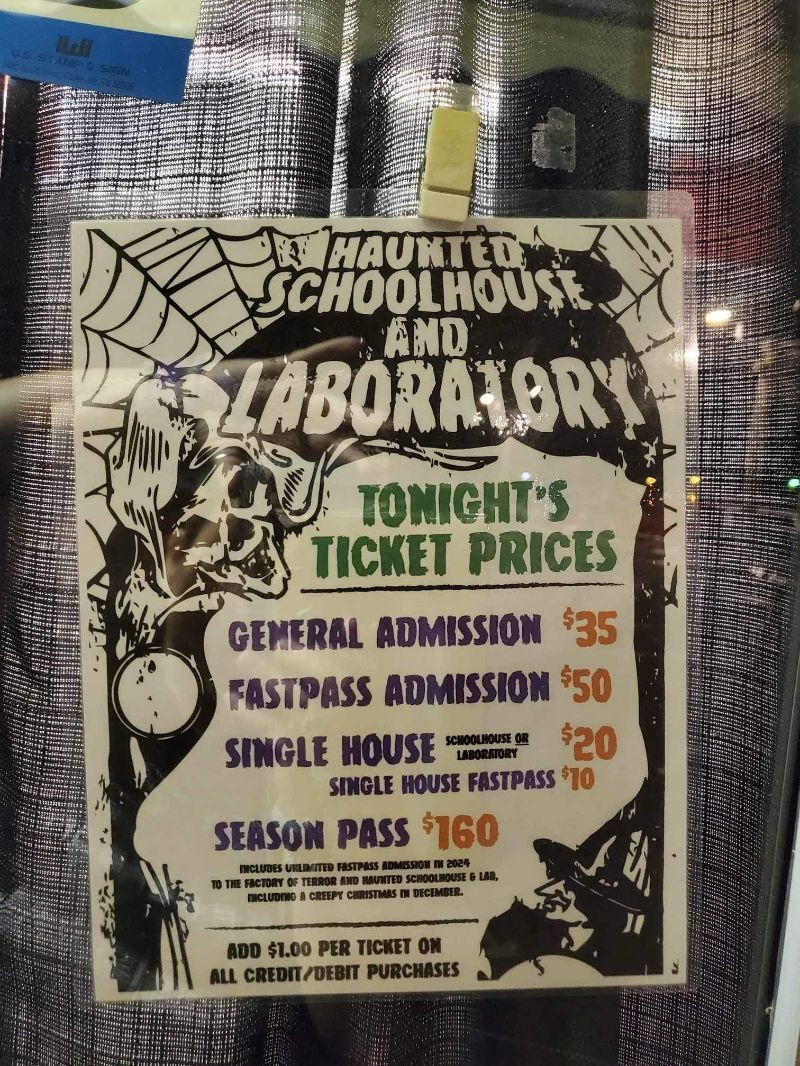 G.S. STAMP & SIGN
HAUNTED
SCHOOLHOUSE
AND
LABORATORY
TONIGHT'S
TICKET PRICES
GENERAL ADMISSION $35
FASTPASS ADMISSION $50
SINGLE HOUSE SCHOOLHOUSE OR LABORATORY $20
SINGLE HOUSE FASTPASS $10
SEASON PASS $160
INCLUDES UNLIMITED FASTPASS ADMISSION IN 2024
TO THE FACTORY OF TERROR AND HAUNTED SCHOOLHOUSE & LAB,
INCLUDING A CREEPY CHRISTMAS IN DECEMBER.
ADD $1.00 PER TICKET ON
ALL CREDIT/DEBIT PURCHASES